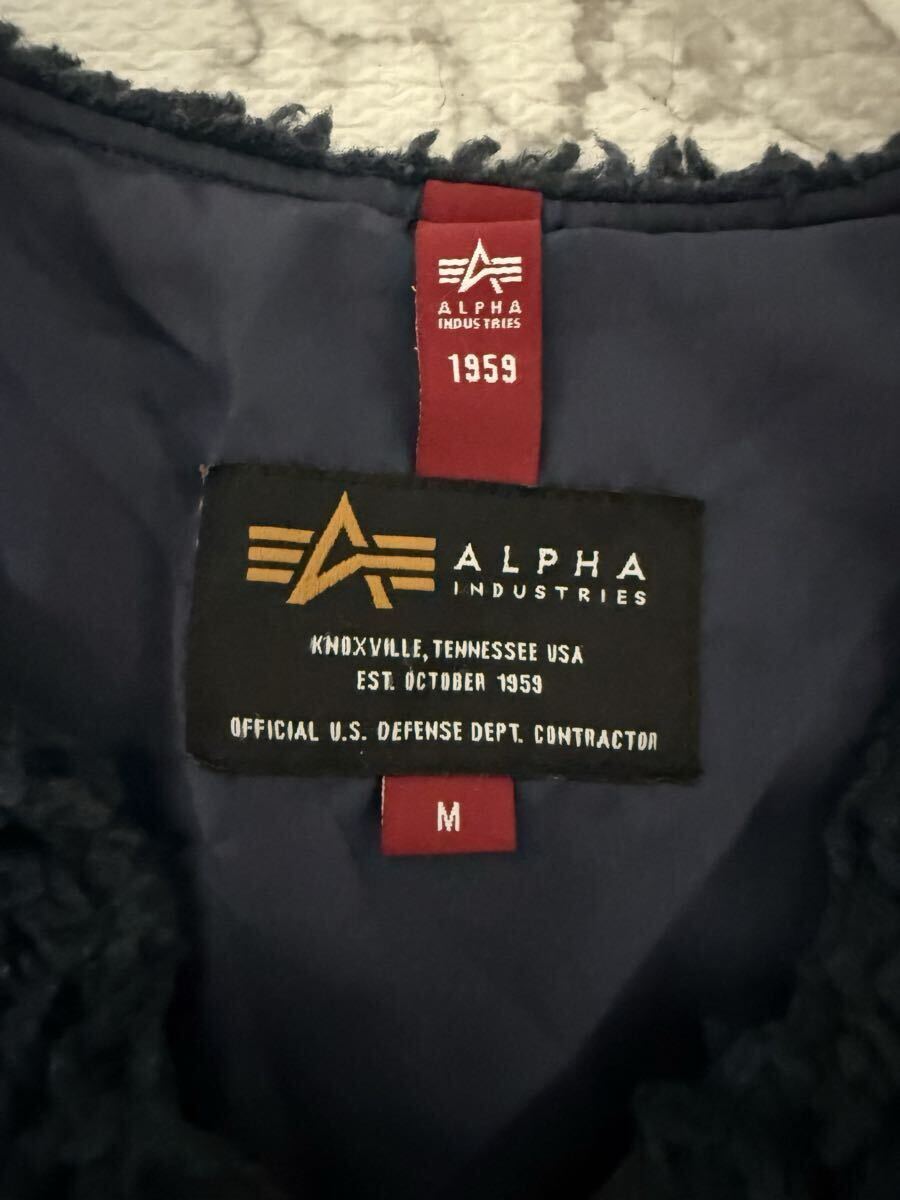 ALPHA
INDUSTRIES
1959
ALPHA
INDUSTRIES
KNOXVILLE, TENNESSEE USA
EST. OCTOBER 1959
OFFICIAL U.S. DEFENSE DEPT. CONTRACTOR
M